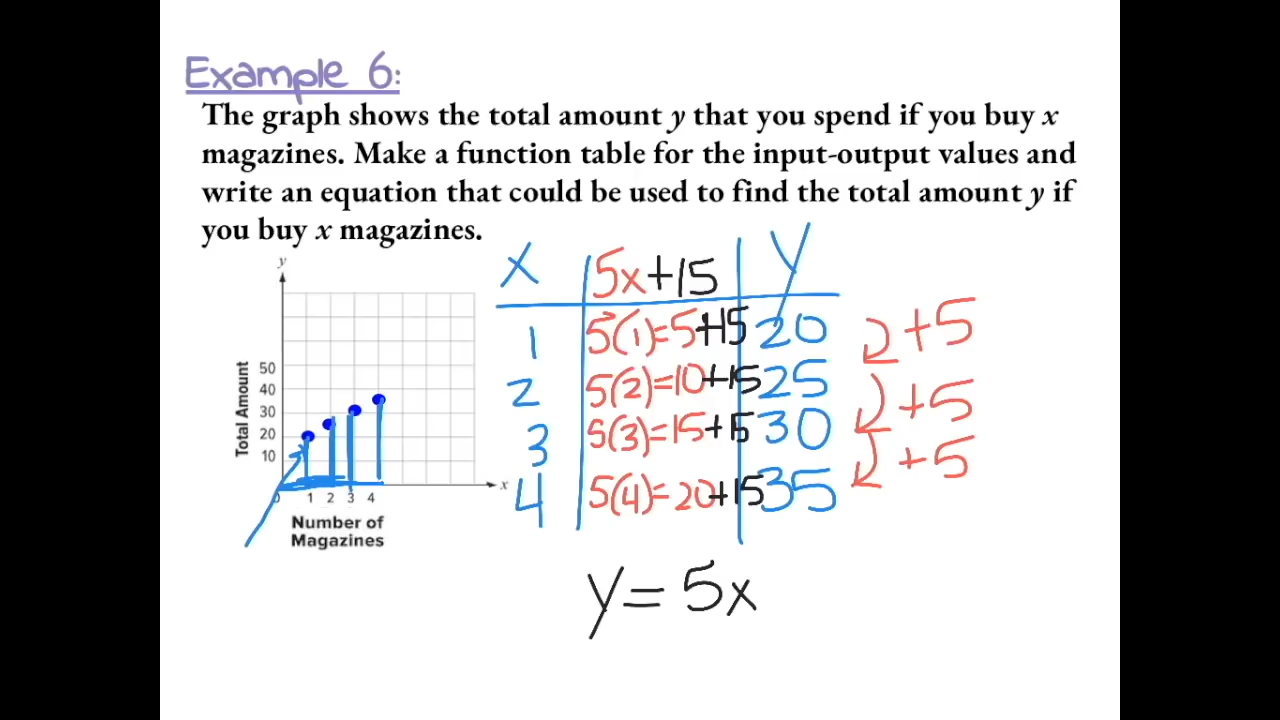 Example 6:
The graph shows the total amount y that you spend if you buy x
magazines. Make a function table for the input-output values and
write an equation that could be used to find the total amount y if
you buy x magazines.
y
Total Amount
50
40
30
20
10
0 1 2 3 4 x
Number of
Magazines
x 5x+15 y
1 5(1)=5+15 20 +5
2 5(2)=10+15 25 +5
3 5(3)=15+15 30 +5
4 5(4)=20+15 35
y = 5x